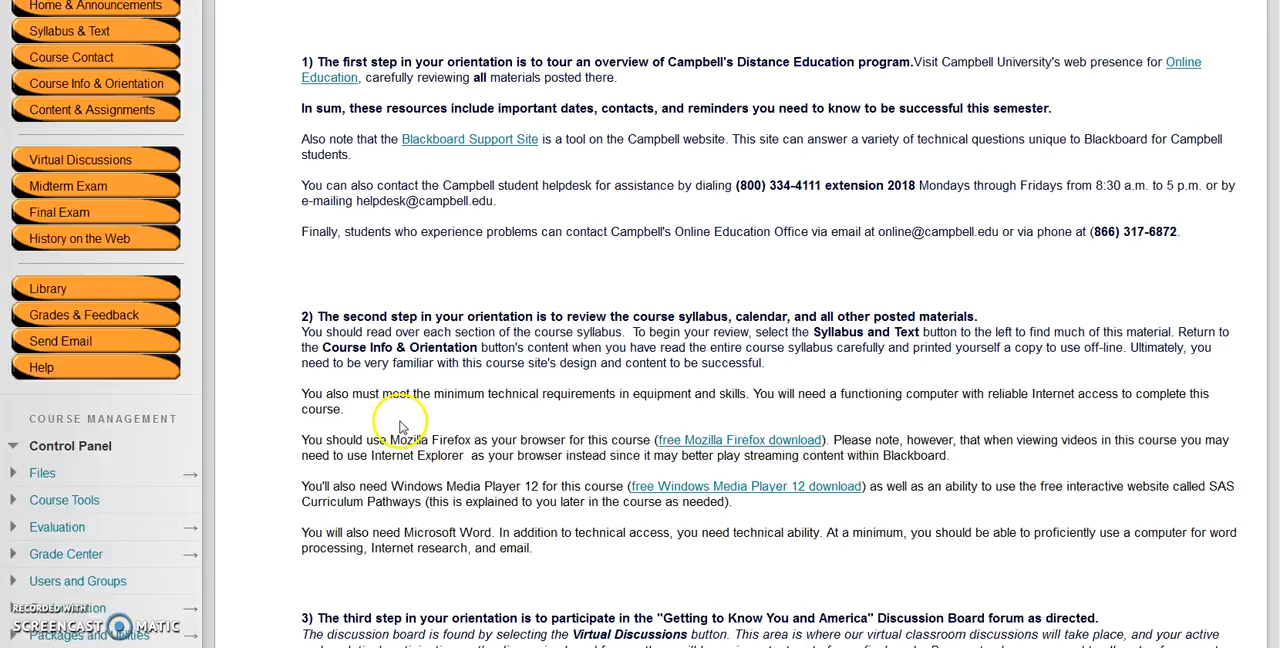 Home & Announcements
Syllabus & Text
Course Contact
Course Info & Orientation
Content & Assignments
Virtual Discussions
Midterm Exam
Final Exam
History on the Web
Library
Grades & Feedback
Send Email
Help
COURSE MANAGEMENT
Control Panel
Files
Course Tools
Evaluation
Grade Center
Users and Groups
RECORDED WITH
SCREENCAST MATIC
Packages and Utilities
1) The first step in your orientation is to tour an overview of Campbell's Distance Education program.Visit Campbell University's web presence for Online
Education, carefully reviewing all materials posted there.
In sum, these resources include important dates, contacts, and reminders you need to know to be successful this semester.
Also note that the Blackboard Support Site is a tool on the Campbell website. This site can answer a variety of technical questions unique to Blackboard for Campbell
students.
You can also contact the Campbell student helpdesk for assistance by dialing (800) 334-4111 extension 2018 Mondays through Fridays from 8:30 a.m. to 5 p.m. or by
e-mailing helpdesk@campbell.edu.
Finally, students who experience problems can contact Campbell's Online Education Office via email at online@campbell.edu or via phone at (866) 317-6872.
2) The second step in your orientation is to review the course syllabus, calendar, and all other posted materials.
You should read over each section of the course syllabus. To begin your review, select the Syllabus and Text button to the left to find much of this material. Return to
the Course Info & Orientation button's content when you have read the entire course syllabus carefully and printed yourself a copy to use off-line. Ultimately, you
need to be very familiar with this course site's design and content to be successful.
You also must meet the minimum technical requirements in equipment and skills. You will need a functioning computer with reliable Internet access to complete this
course.
You should use Mozilla Firefox as your browser for this course (free Mozilla Firefox download). Please note, however, that when viewing videos in this course you may
need to use Internet Explorer as your browser instead since it may better play streaming content within Blackboard.
You'll also need Windows Media Player 12 for this course (free Windows Media Player 12 download) as well as an ability to use the free interactive website called SAS
Curriculum Pathways (this is explained to you later in the course as needed).
You will also need Microsoft Word. In addition to technical access, you need technical ability. At a minimum, you should be able to proficiently use a computer for word
processing, Internet research, and email.
3) The third step in your orientation is to participate in the "Getting to Know You and America" Discussion Board forum as directed.
The discussion board is found by selecting the Virtual Discussions button. This area is where our virtual classroom discussions will take place, and your active